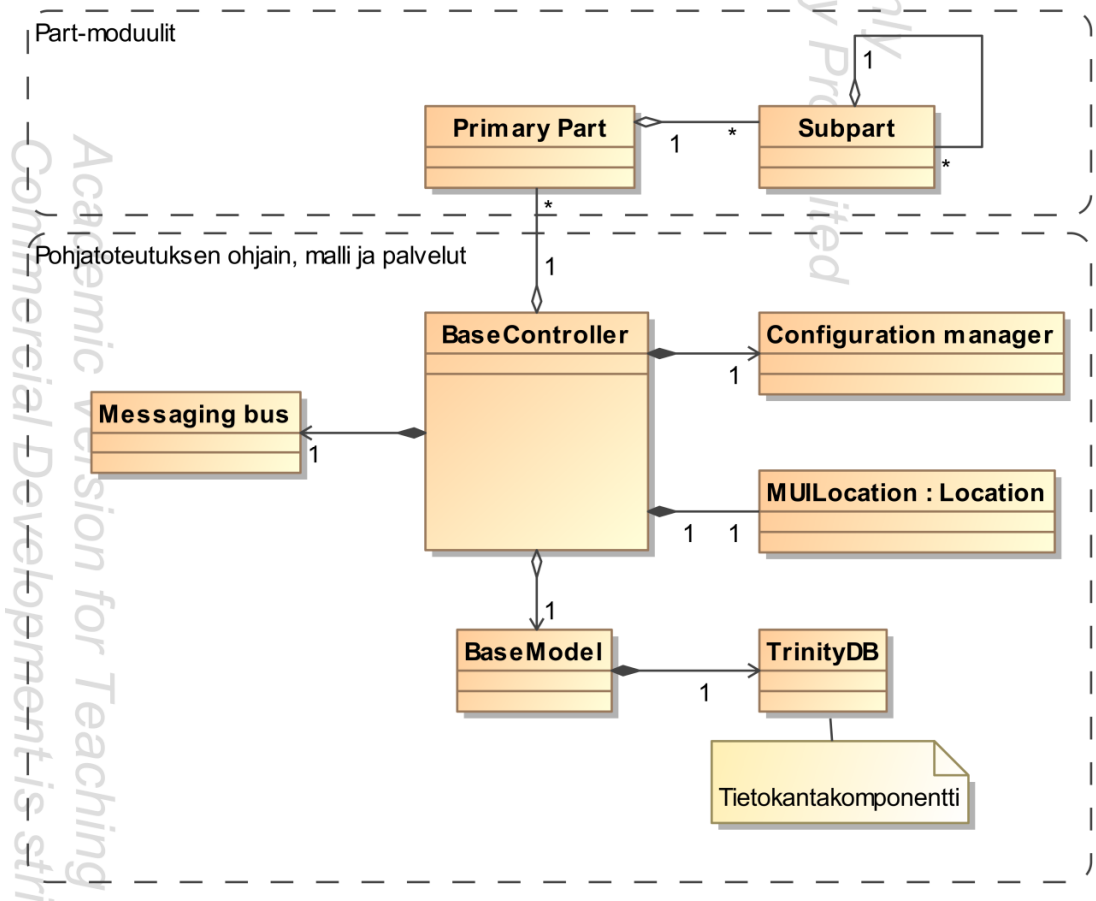 Part-moduulit
1
Primary Part
1
*
Subpart
*
*
Pohjatoteutuksen ohjain, malli ja palvelut
1
BaseController
Configuration manager
1
Messaging bus
1
MUILocation : Location
1
1
1
BaseModel
TrinityDB
1
Tietokantakomponentti
Academic Version for Teaching
Commercial Development is stri